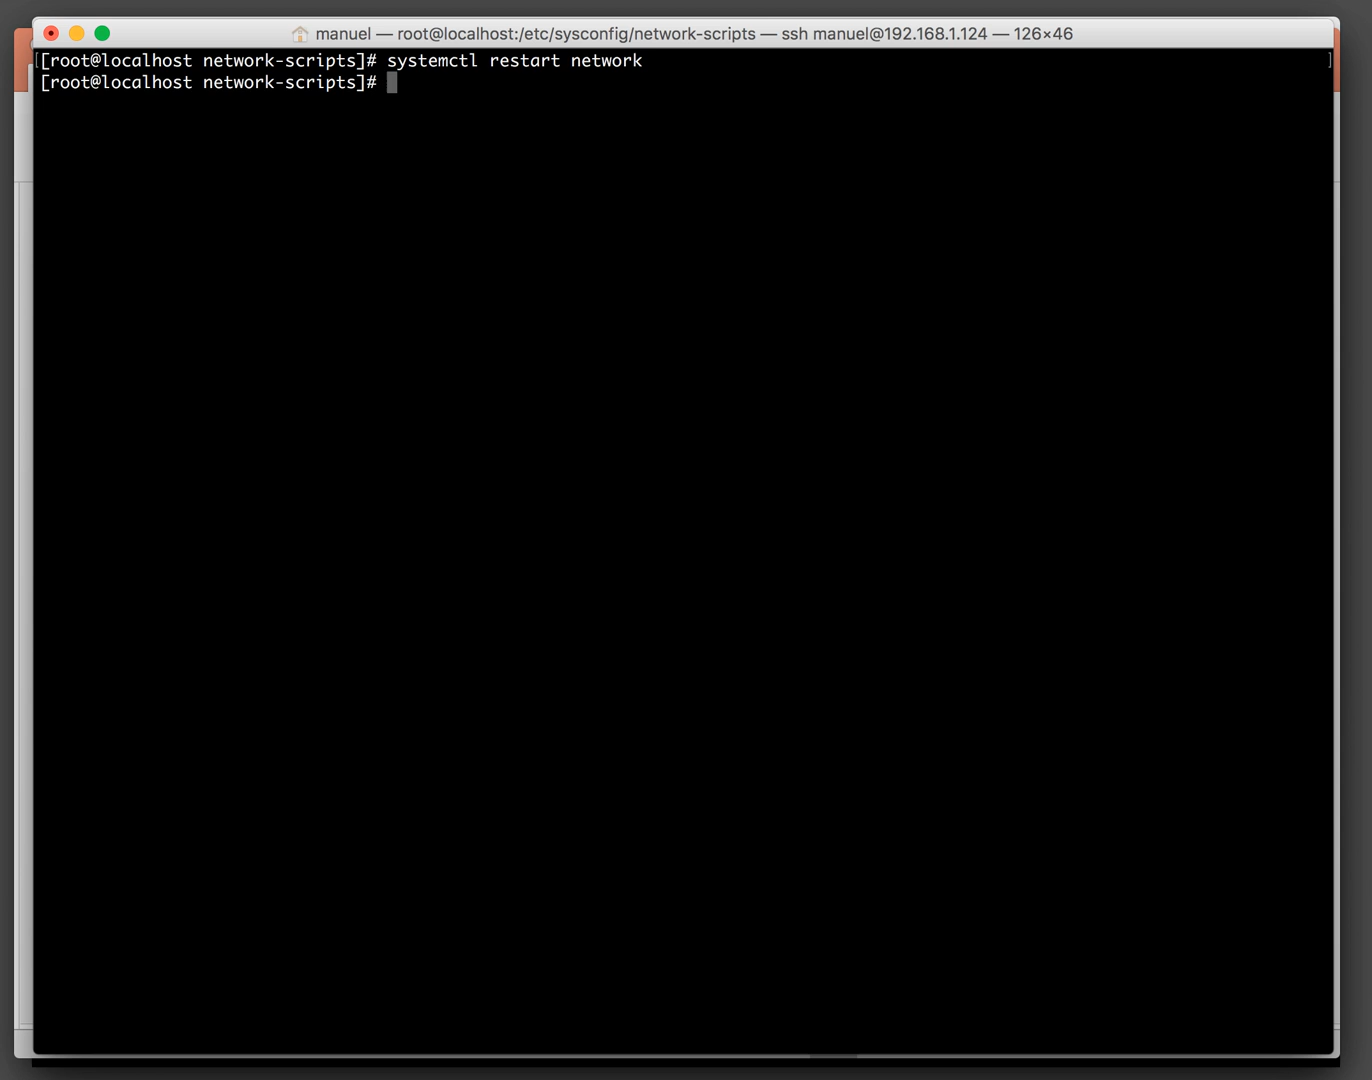 manuel — root@localhost:/etc/sysconfig/network-scripts — ssh manuel@192.168.1.124 — 126×46
[[root@localhost network-scripts]# systemctl restart network ]
[root@localhost network-scripts]#